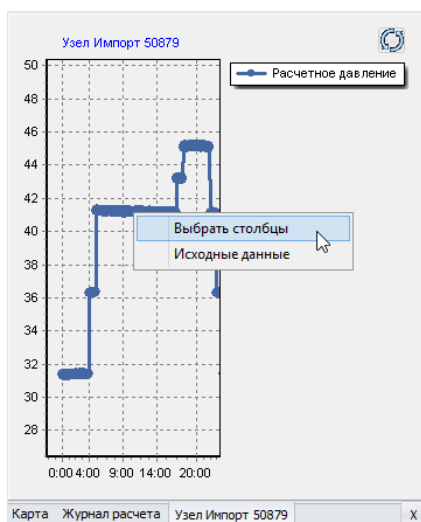 Узел Импорт 50879
Расчетное давление
50
48
46
44
42
40
38
36
34
32
30
28
Выбрать столбцы
Исходные данные
0:00 4:00 9:00 14:00 20:00
Карта Журнал расчета Узел Импорт 50879 X